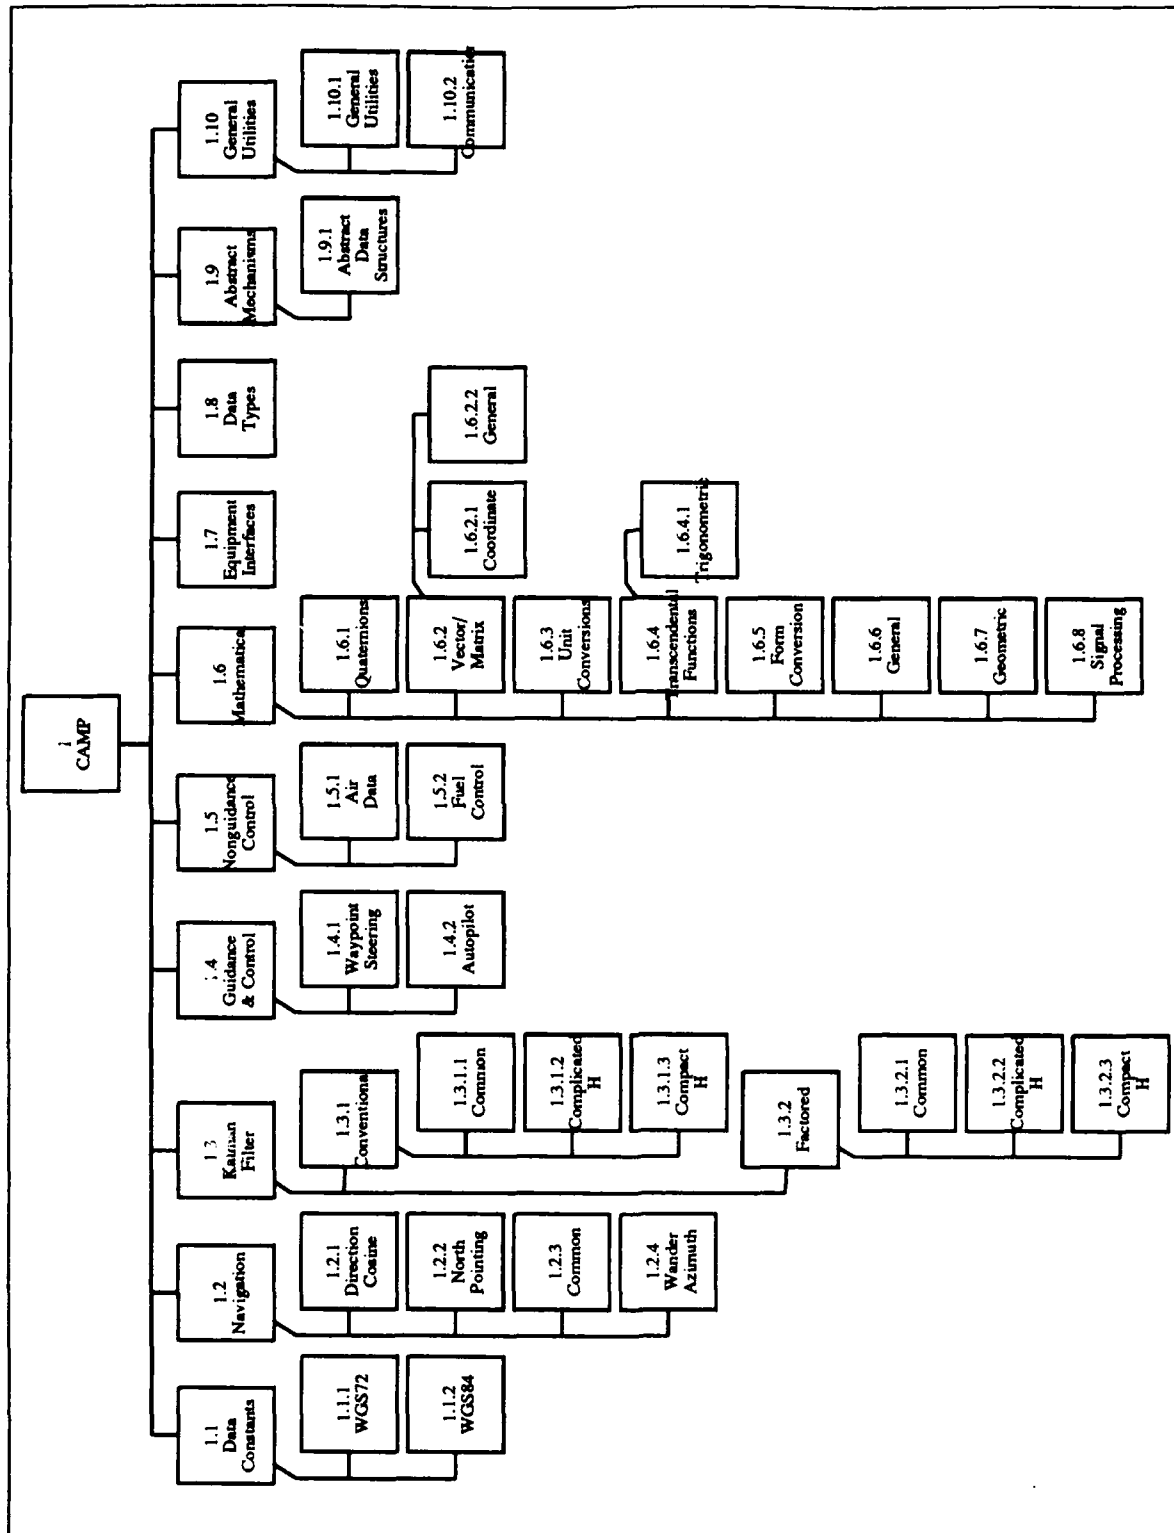 1
CAMP
1.1
Data
Constants
1.1.1
WGS72
1.1.2
WGS84
1.2
Navigation
1.2.1
Direction
Cosine
1.2.2
North
Pointing
1.2.3
Common
1.2.4
Wander
Azimuth
1.3
Kalman
Filter
1.3.1
Conventional
1.3.1.1
Common
1.3.1.2
Complicated
H
1.3.1.3
Compact
H
1.3.2
Factored
1.3.2.1
Common
1.3.2.2
Complicated
H
1.3.2.3
Compact
H
1.4
Guidance
& Control
1.4.1
Waypoint
Steering
1.4.2
Autopilot
1.5
Nonguidance
Control
1.5.1
Air
Data
1.5.2
Fuel
Control
1.6
Mathematical
1.6.1
Quaternions
1.6.2
Vector/
Matrix
1.6.2.1
Coordinate
1.6.2.2
General
1.6.3
Unit
Conversions
1.6.4
Transcendental
Functions
1.6.4.1
Trigonometric
1.6.5
Form
Conversion
1.6.6
General
1.6.7
Geometric
1.6.8
Signal
Processing
1.7
Equipment
Interfaces
1.8
Data
Types
1.9
Abstract
Mechanisms
1.9.1
Abstract
Data
Structures
1.10
General
Utilities
1.10.1
General
Utilities
1.10.2
Communication